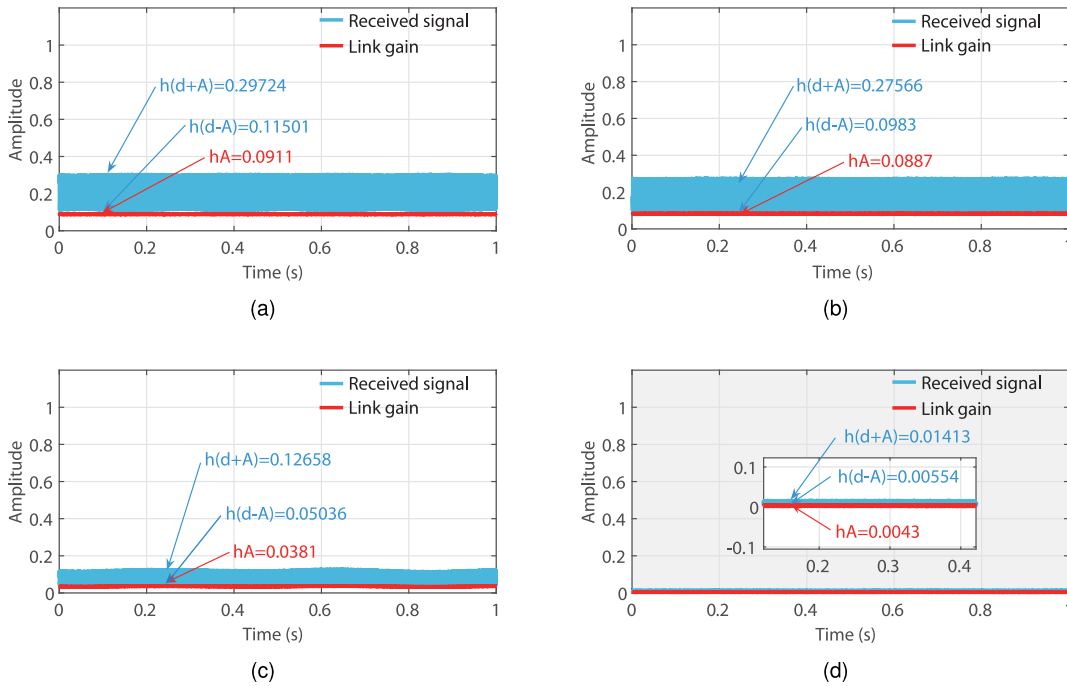 Received signal
Link gain
1
0.8
0.6
0.4
0.2
0
Amplitude
h(d+A)=0.29724
h(d-A)=0.11501
hA=0.0911
0 0.2 0.4 0.6 0.8 1
Time (s)
(a)
Received signal
Link gain
1
0.8
0.6
0.4
0.2
0
Amplitude
h(d+A)=0.27566
h(d-A)=0.0983
hA=0.0887
0 0.2 0.4 0.6 0.8 1
Time (s)
(b)
Received signal
Link gain
1
0.8
0.6
0.4
0.2
0
Amplitude
h(d+A)=0.12658
h(d-A)=0.05036
hA=0.0381
0 0.2 0.4 0.6 0.8 1
Time (s)
(c)
Received signal
Link gain
1
0.8
0.6
0.4
0.2
0
Amplitude
h(d+A)=0.01413
0.1
0
-0.1
h(d-A)=0.00554
hA=0.0043
0.2 0.3 0.4
0 0.2 0.4 0.6 0.8 1
Time (s)
(d)